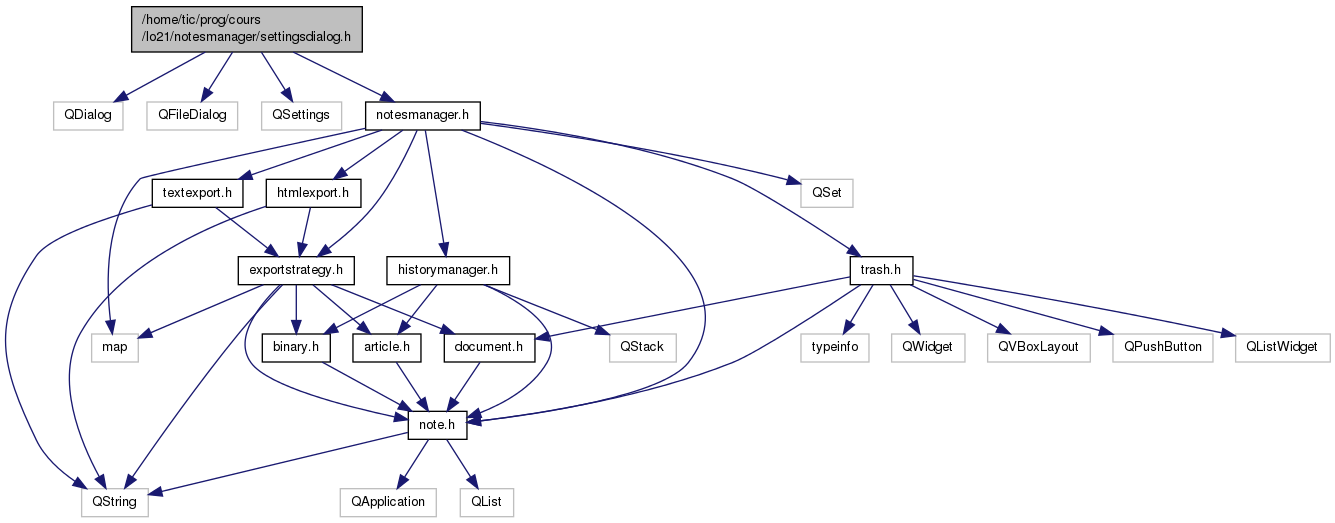 /home/tic/prog/cours
/lo21/notesmanager/settingsdialog.h
QDialog
QFileDialog
QSettings
notesmanager.h
textexport.h
htmlexport.h
QSet
exportstrategy.h
historymanager.h
trash.h
map
binary.h
article.h
document.h
QStack
typeinfo
QWidget
QVBoxLayout
QPushButton
QListWidget
note.h
QString
QApplication
QList